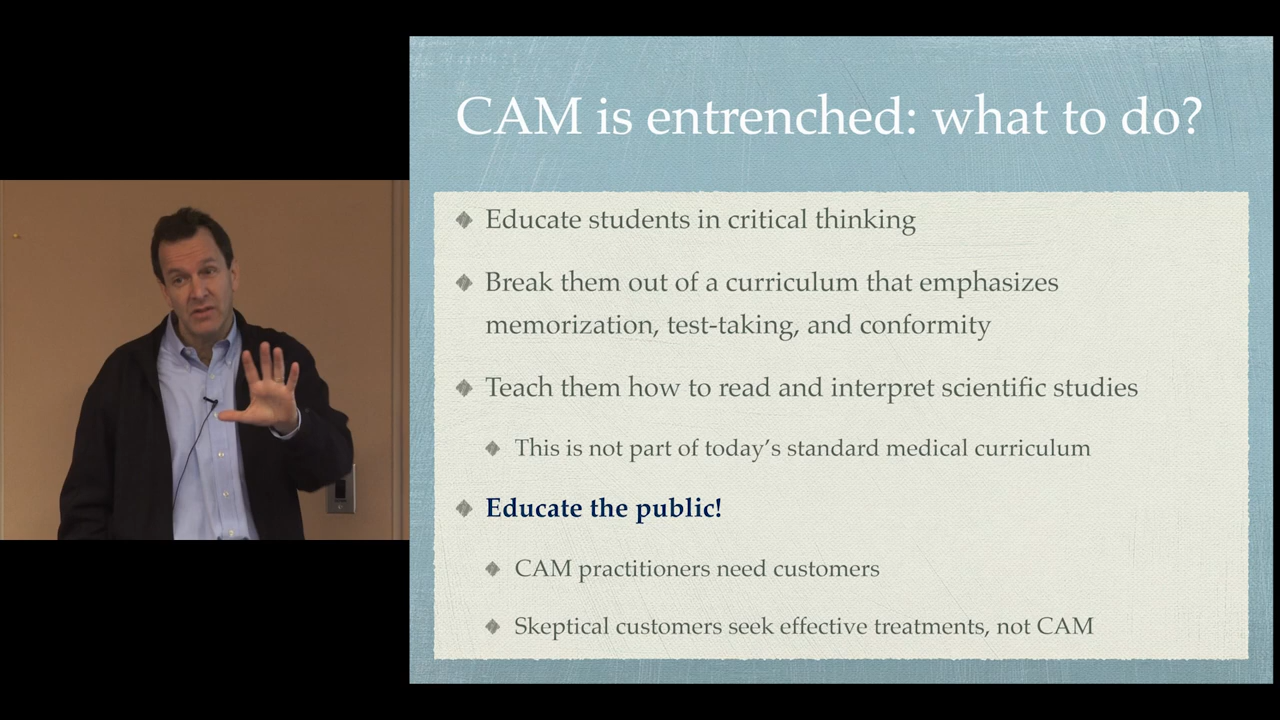 CAM is entrenched: what to do?
Educate students in critical thinking
Break them out of a curriculum that emphasizes
memorization, test-taking, and conformity
Teach them how to read and interpret scientific studies
This is not part of today’s standard medical curriculum
Educate the public!
CAM practitioners need customers
Skeptical customers seek effective treatments, not CAM